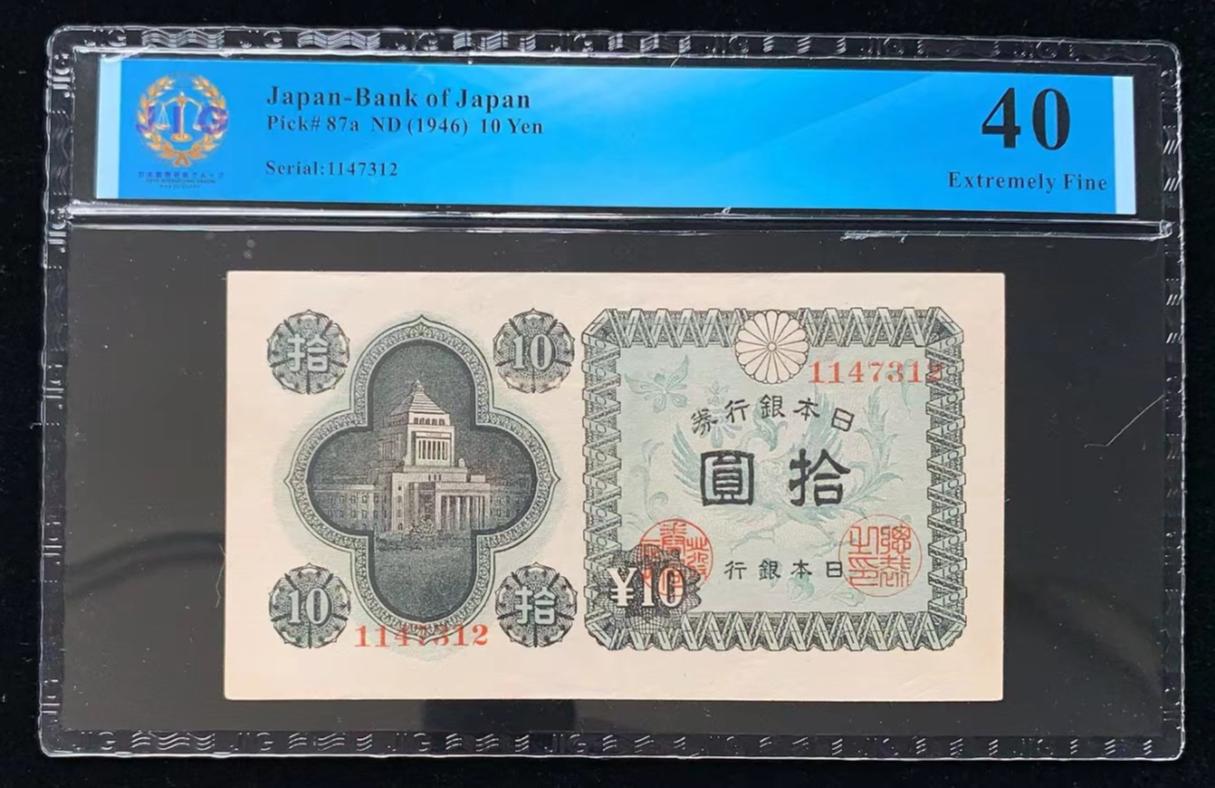 Japan-Bank of Japan
Pick# 87a ND (1946) 10 Yen
Serial:1147312
40
Extremely Fine
JIG
拾
10
1147312
券行銀本日
圓拾
行銀本日
¥10
10
拾
1147312